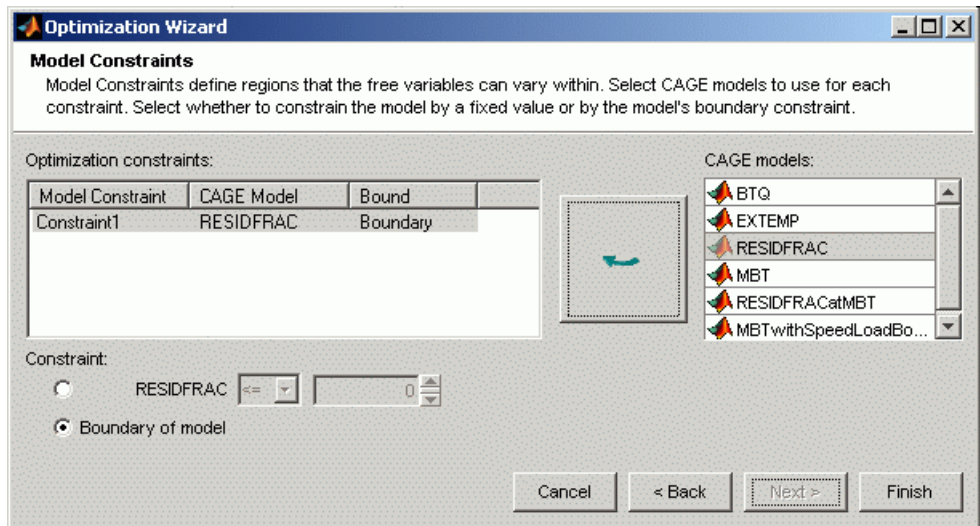 Optimization Wizard
Model Constraints
Model Constraints define regions that the free variables can vary within. Select CAGE models to use for each
constraint. Select whether to constrain the model by a fixed value or by the model's boundary constraint.
Optimization constraints:
Model Constraint CAGE Model Bound
Constraint1 RESIDFRAC Boundary
CAGE models:
BTQ
EXTEMP
RESIDFRAC
MBT
RESIDFRACatMBT
MBTwithSpeedLoadBo...
Constraint:
RESIDFRAC <= 0
Boundary of model
Cancel < Back Next > Finish